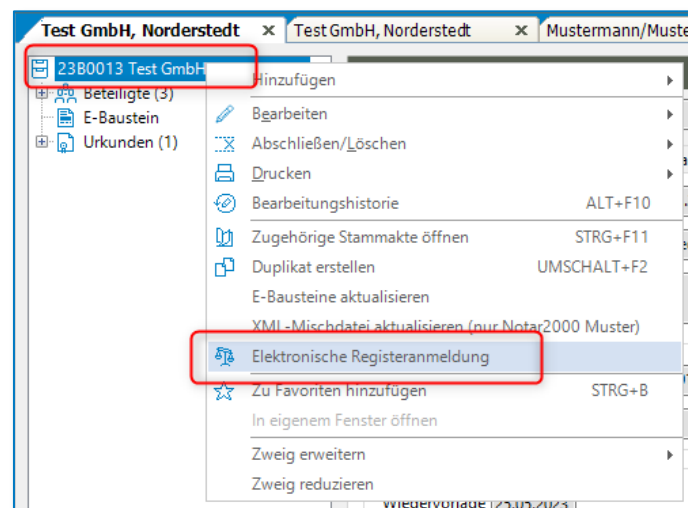 Test GmbH, Norderstedt × Test GmbH, Norderstedt × Mustermann/Muste
23B0013 Test GmbH
Beteiligte (3)
E-Baustein
Urkunden (1)
Hinzufügen
Bearbeiten
Abschließen/Löschen
Drucken
Bearbeitungshistorie ALT+F10
Zugehörige Stammakte öffnen STRG+F11
Duplikat erstellen UMSCHALT+F2
E-Bausteine aktualisieren
XML-Mischdatei aktualisieren (nur Notar2000 Muster)
Elektronische Registeranmeldung
Zu Favoriten hinzufügen STRG+B
In eigenem Fenster öffnen
Zweig erweitern
Zweig reduzieren
Wiedervorlage 25.05.2023